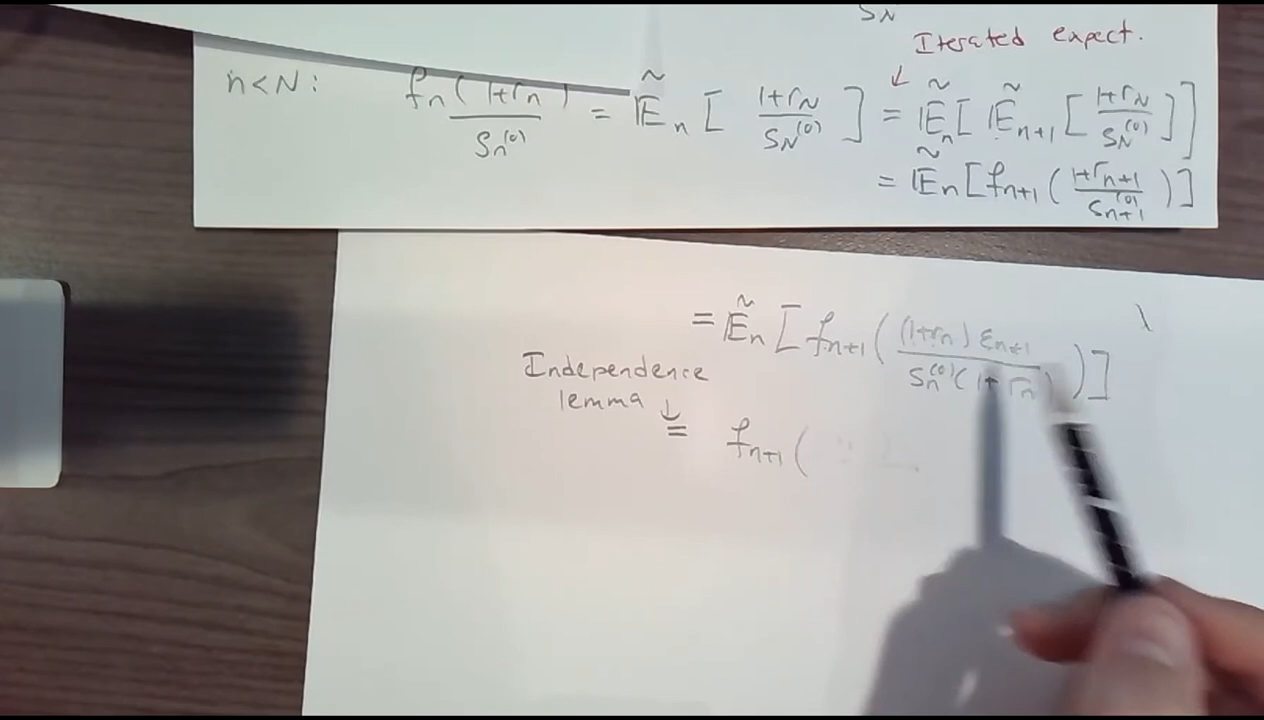 S_N
Iterated expect.
n<N: f_n(1+r_n / S_n^(0)) = Ẽ_n[1+r_N / S_N^(0)] ↓= Ẽ_n[Ẽ_{n+1}[1+r_N / S_N^(0)]]
= Ẽ_n[f_{n+1}(1+r_{n+1} / S_{n+1}^(0))]
= Ẽ_n[f_{n+1}((1+r_n)ε_{n+1} / S_n^(0)(1+r_n))]
Independence
lemma ↓
= f_{n+1}(